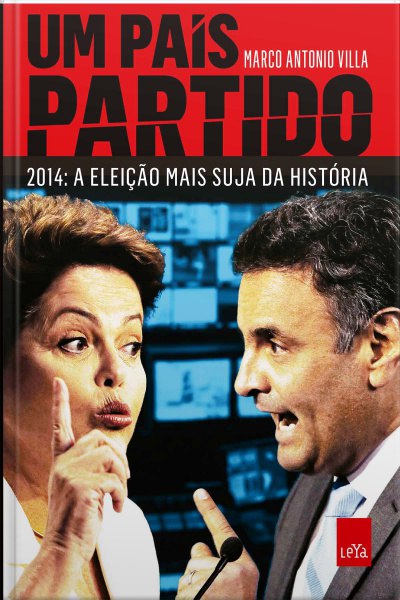 UM PAÍS
MARCO ANTONIO VILLA
PARTIDO
2014: A ELEIÇÃO MAIS SUJA DA HISTÓRIA
LeYa